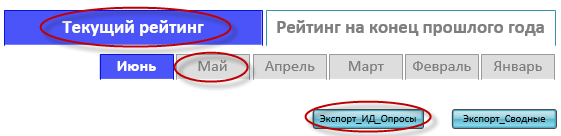 Текущий рейтинг Рейтинг на конец прошлого года
Июнь Май Апрель Март Февраль Январь
Экспорт_ИД_Опросы Экспорт_Сводные